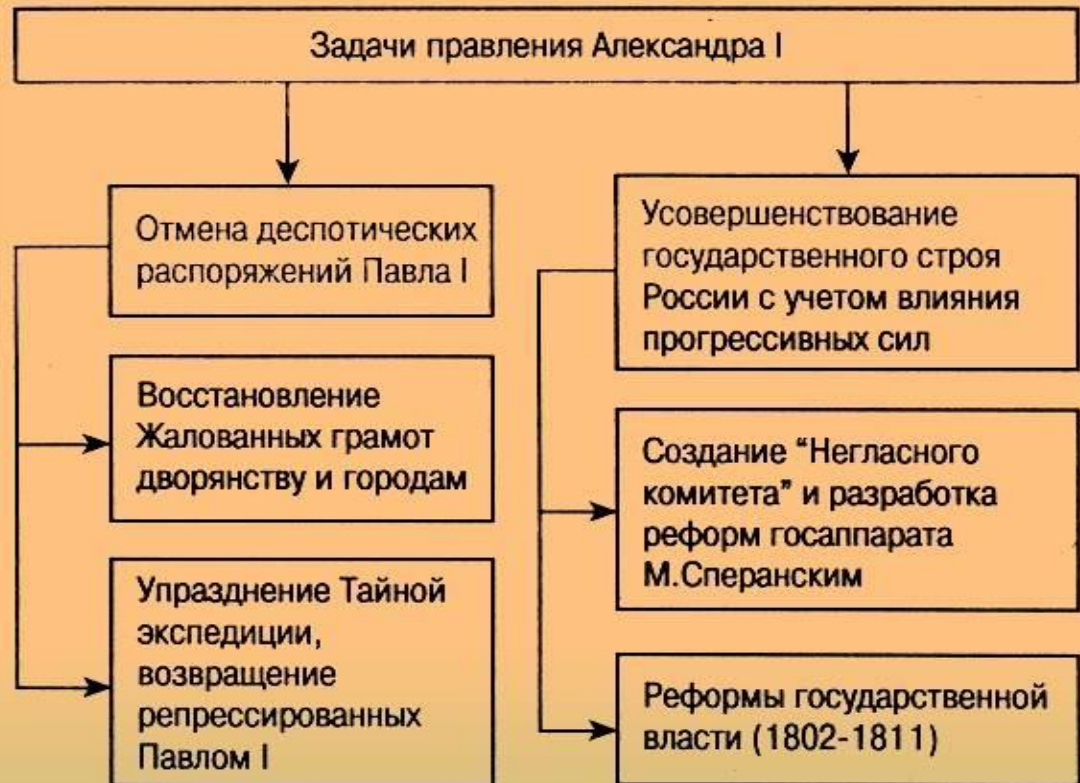 Задачи правления Александра I
Отмена деспотических
распоряжений Павла I
Восстановление
Жалованных грамот
дворянству и городам
Упразднение Тайной
экспедиции,
возвращение
репрессированных
Павлом I
Усовершенствование
государственного строя
России с учетом влияния
прогрессивных сил
Создание “Негласного
комитета” и разработка
реформ госаппарата
М.Сперанским
Реформы государственной
власти (1802-1811)